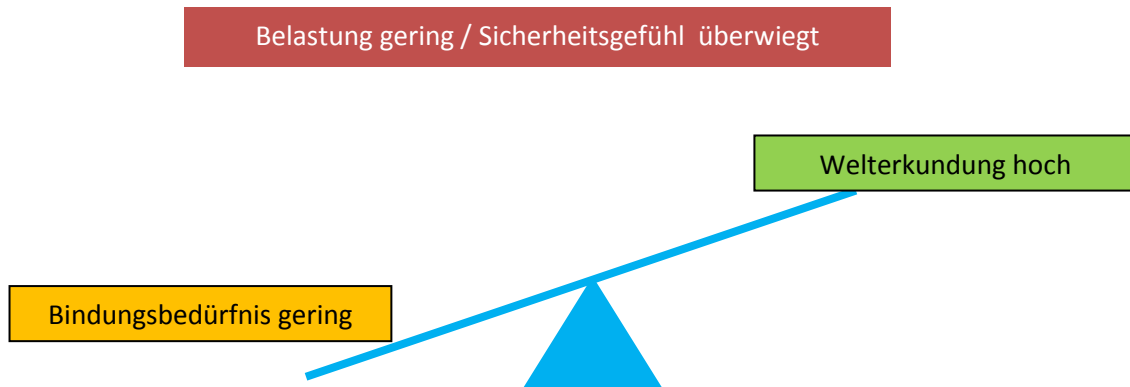 Belastung gering / Sicherheitsgefühl überwiegt
Welterkundung hoch
Bindungsbedürfnis gering